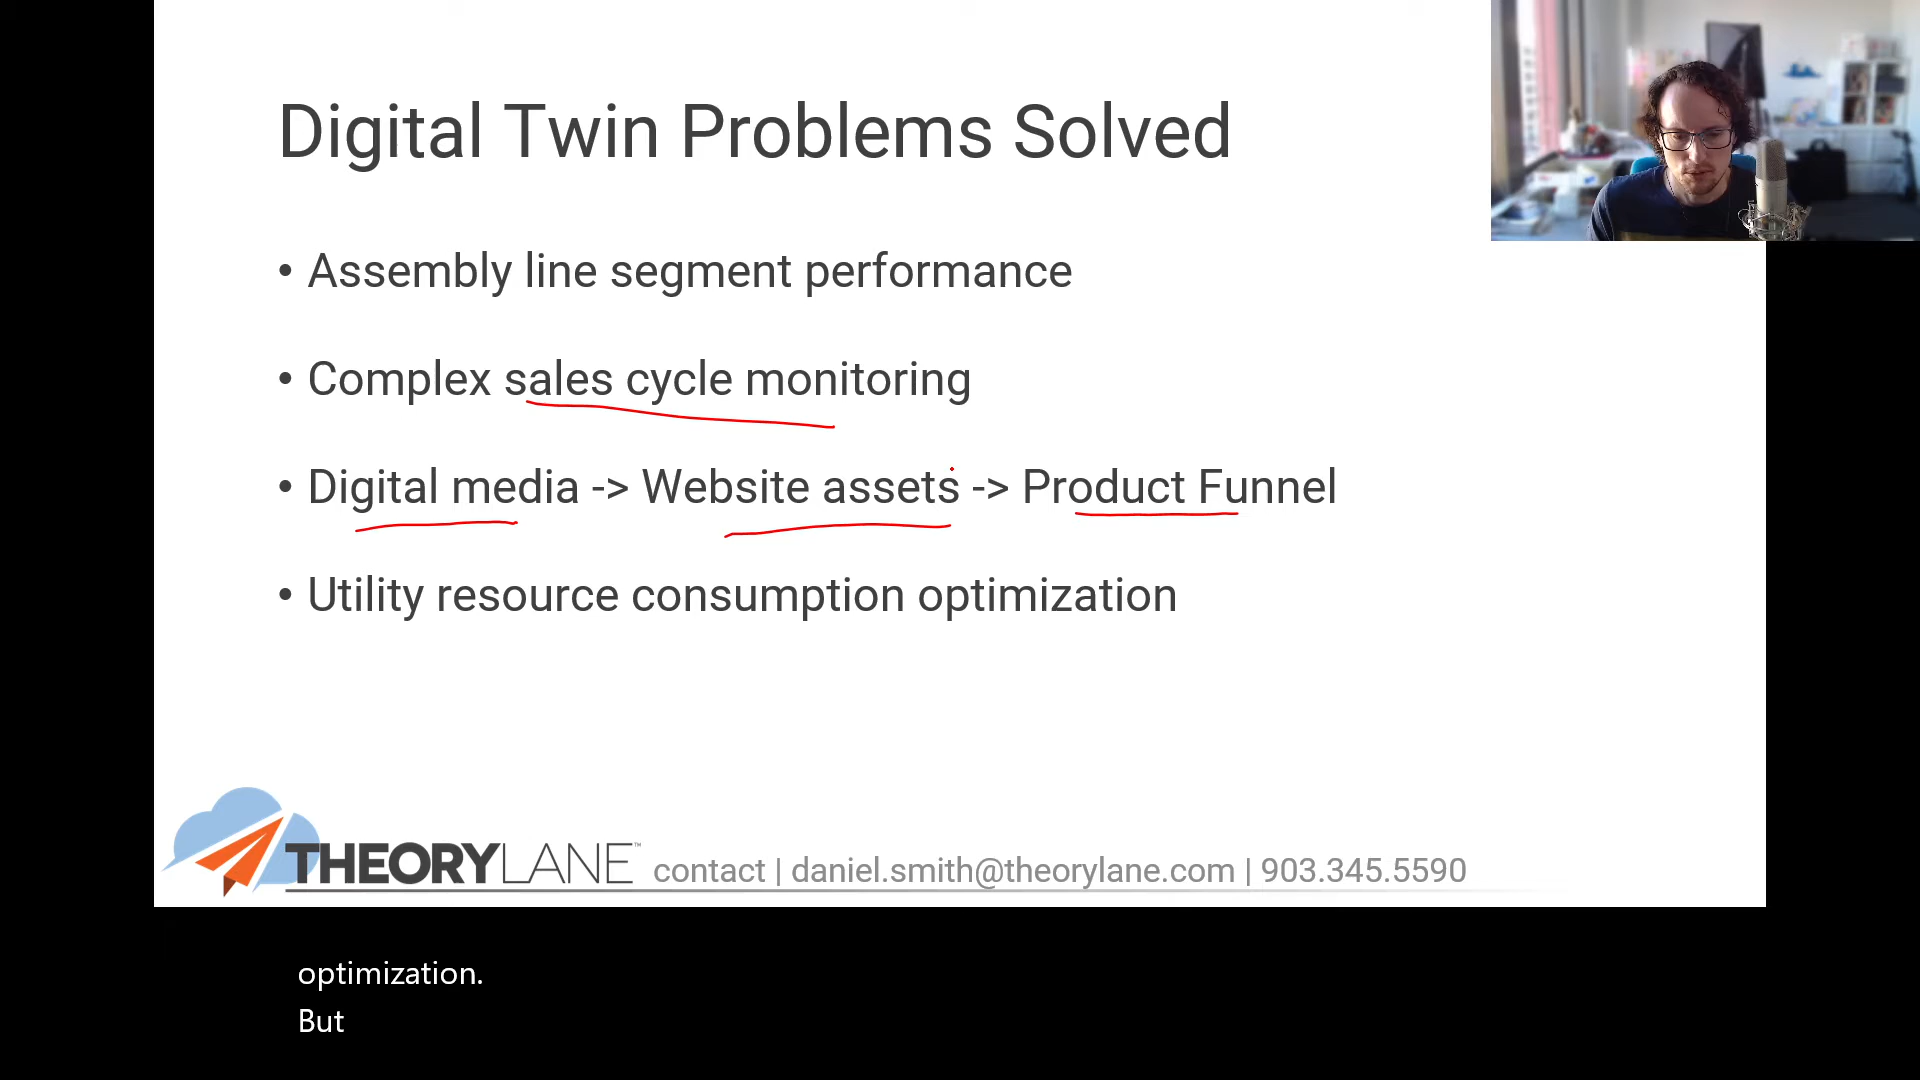 Digital Twin Problems Solved
• Assembly line segment performance
• Complex sales cycle monitoring
• Digital media -> Website assets -> Product Funnel
• Utility resource consumption optimization
THEORYLANE™ contact | daniel.smith@theorylane.com | 903.345.5590
optimization.
But